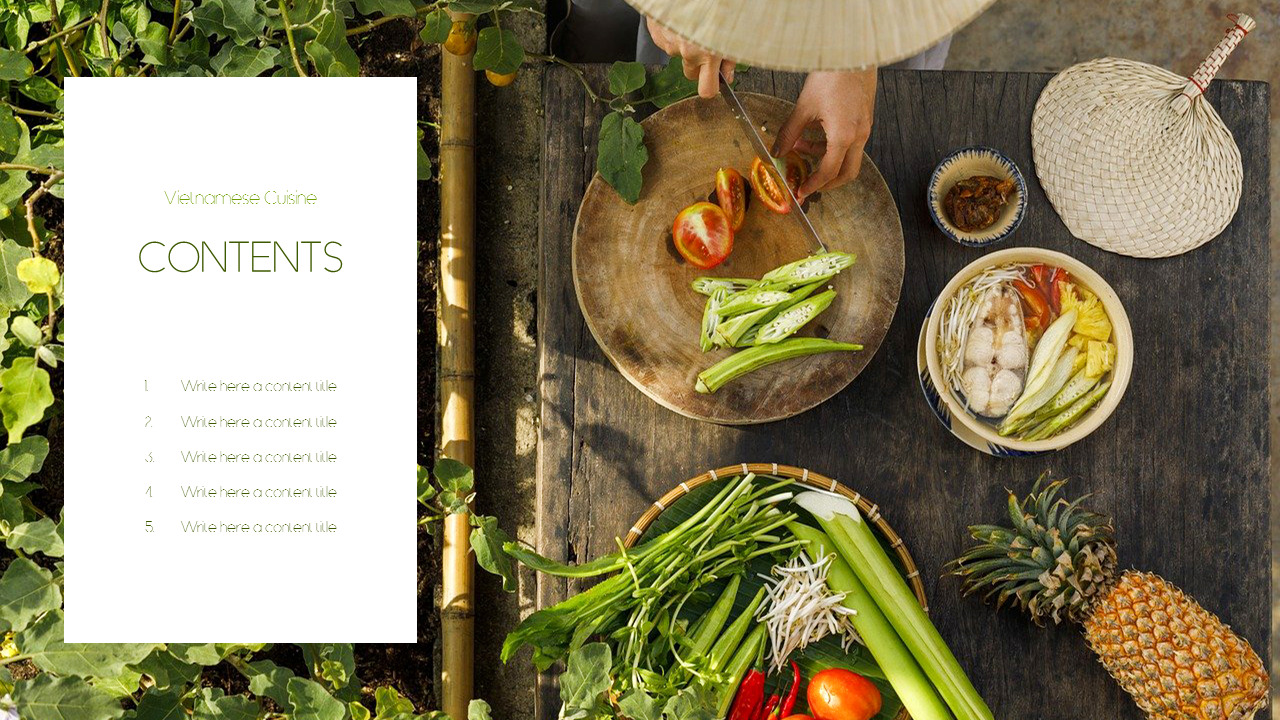 Vietnamese Cuisine
CONTENTS
1. Write here a content title
2. Write here a content title
3. Write here a content title
4. Write here a content title
5. Write here a content title